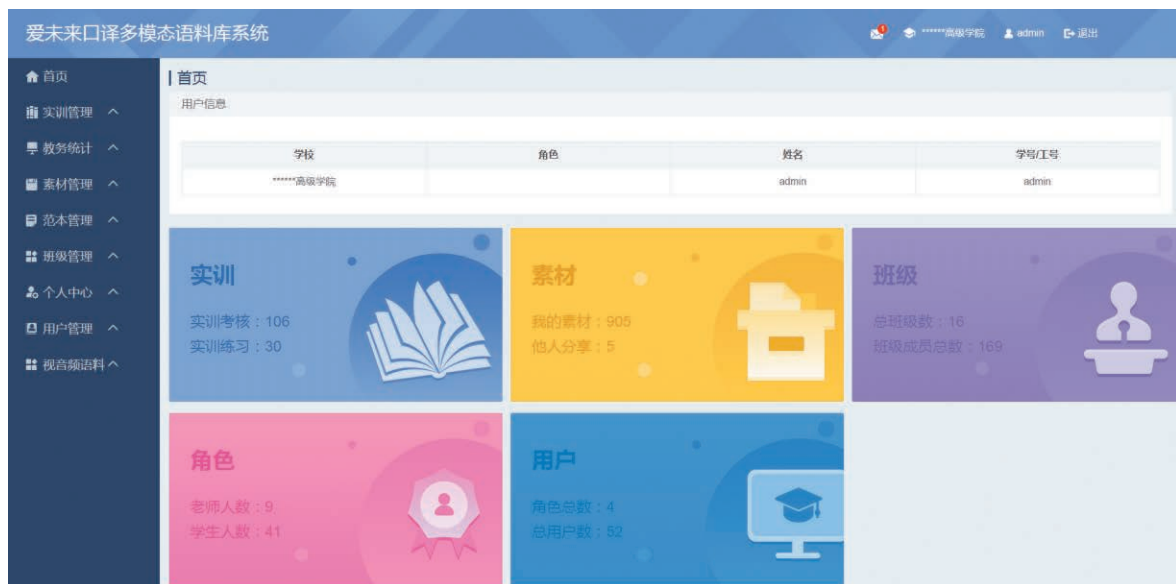 爱未来口译多模态语料库系统
1
******高级学院 admin 退出
首页
实训管理
教务统计
素材管理
范本管理
班级管理
个人中心
用户管理
视音频语料
首页
用户信息
学校 角色 姓名 学号/工号
******高级学院 admin admin
实训
实训考核：106
实训练习：30
素材
我的素材：905
他人分享：5
班级
总班级数：16
班级成员总数：169
角色
老师人数：9
学生人数：41
用户
角色总数：4
总用户数：52